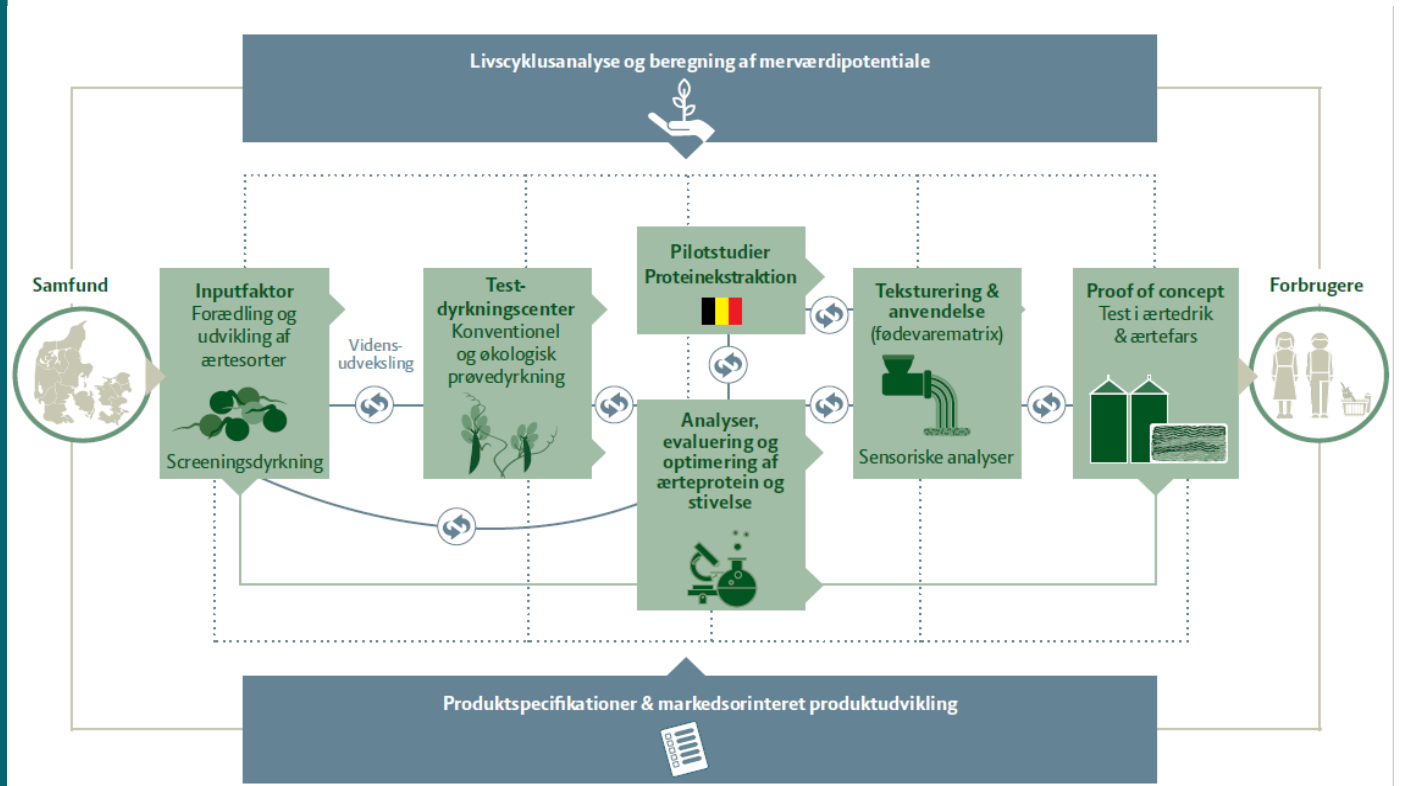 Livscyklusanalyse og beregning af merværdipotentiale
Samfund
Inputfaktor
Forædling og
udvikling af
ærtesorter
Screeningsdyrkning
Videns-
udveksling
Test-
dyrkningscenter
Konventionel
og økologisk
prøvedyrkning
Pilotstudier
Proteinekstraktion
Analyser,
evaluering og
optimering af
ærteprotein og
stivelse
Teksturering &
anvendelse
(fødevarematrix)
Sensoriske analyser
Proof of concept
Test i ærtedrik
& ærtefars
Forbrugere
Produktspecifikationer & markedsorinteret produktudvikling